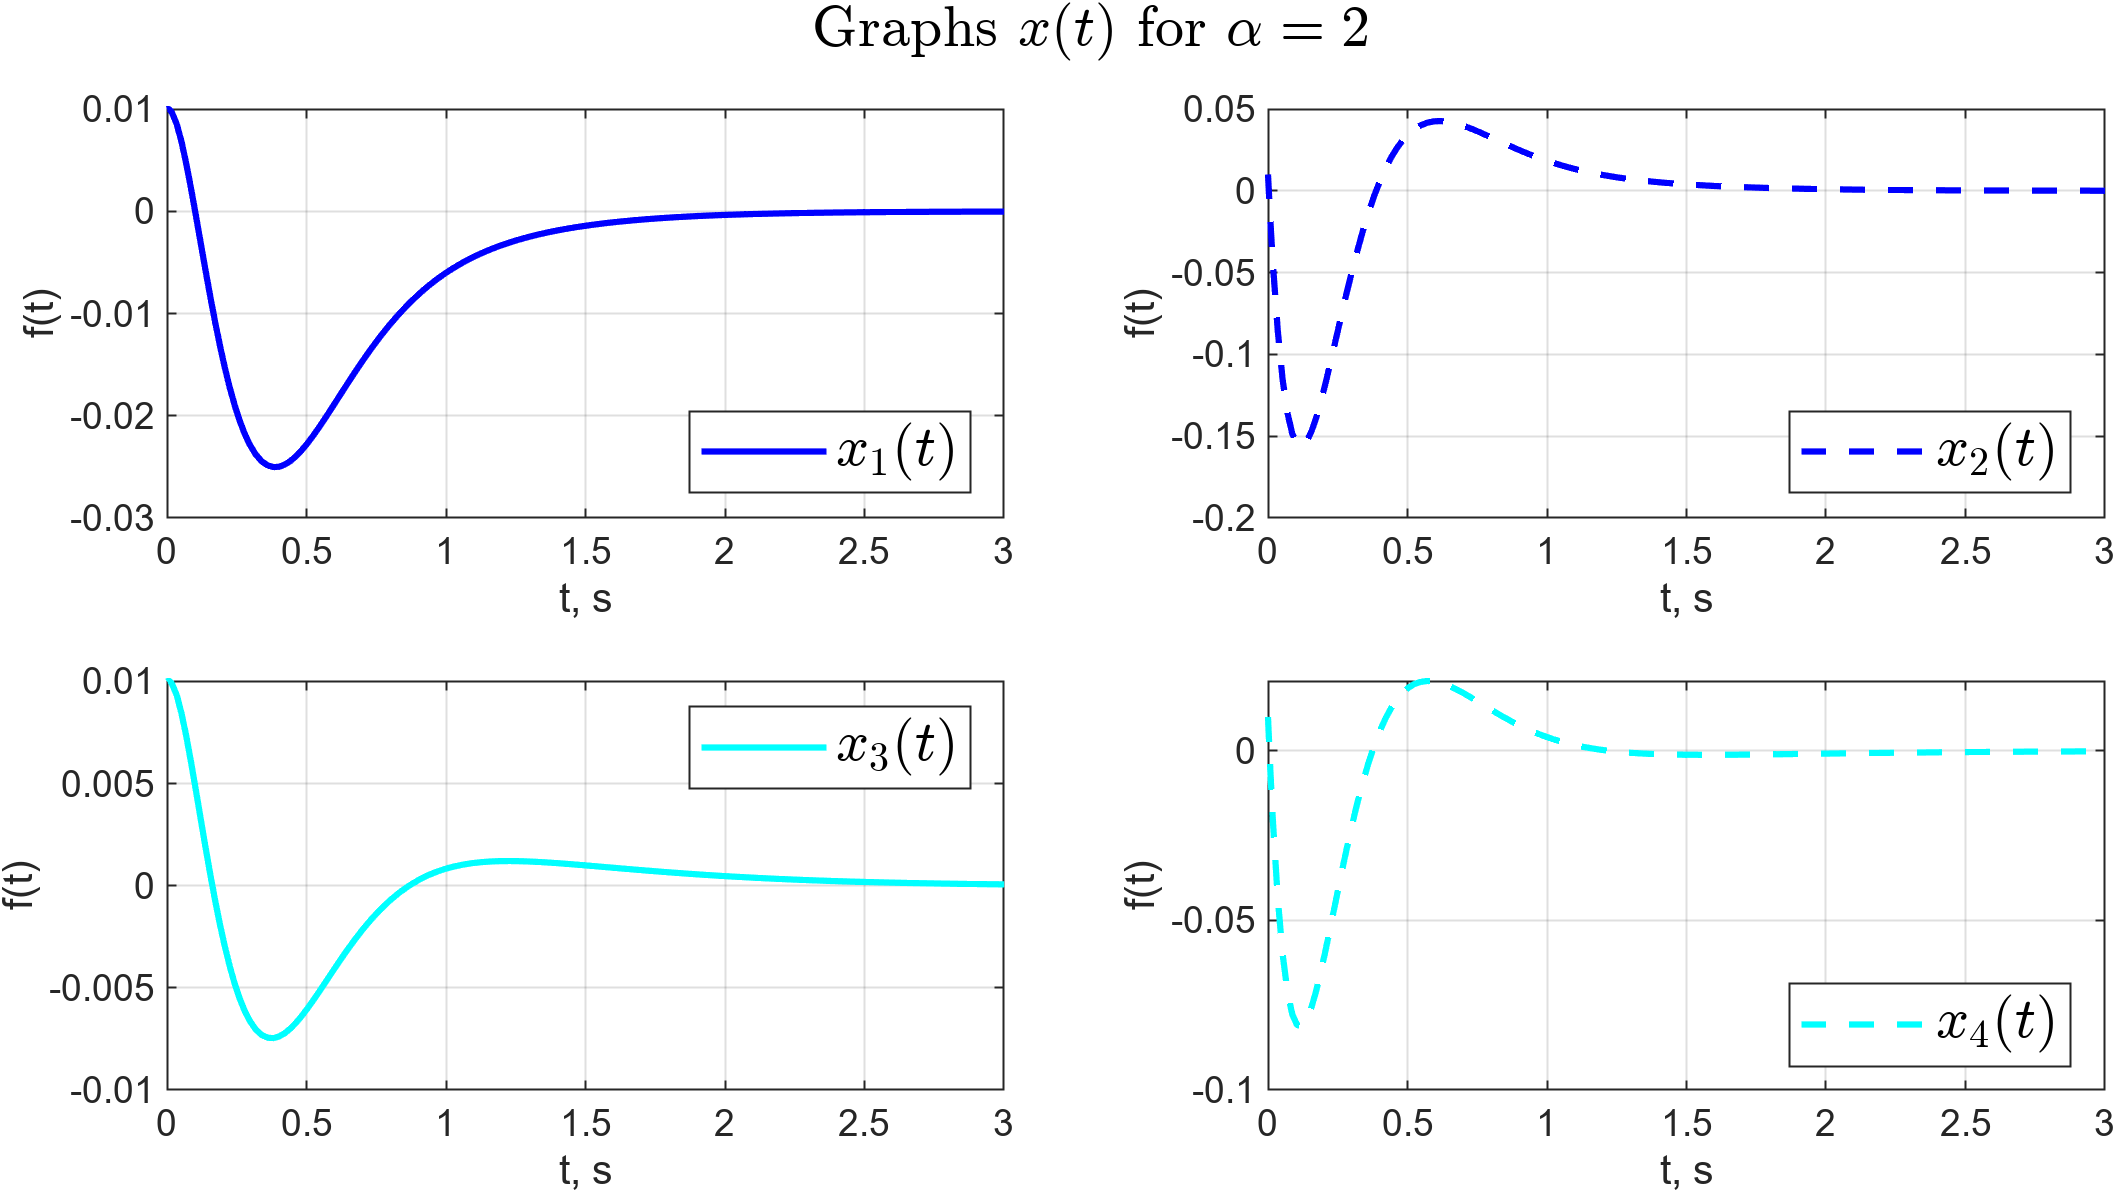 Graphs x(t) for α = 2
0.01
0
-0.01
-0.02
-0.03
f(t)
0 0.5 1 1.5 2 2.5 3
t, s
x₁(t)
0.05
0
-0.05
-0.1
-0.15
-0.2
f(t)
0 0.5 1 1.5 2 2.5 3
t, s
x₂(t)
0.01
0.005
0
-0.005
-0.01
f(t)
0 0.5 1 1.5 2 2.5 3
t, s
x₃(t)
0
-0.05
-0.1
f(t)
0 0.5 1 1.5 2 2.5 3
t, s
x₄(t)